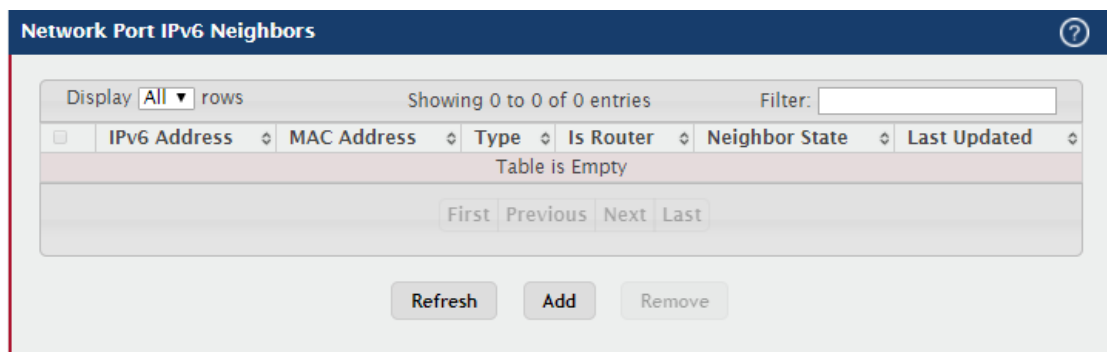 Network Port IPv6 Neighbors ?
Display All ▼ rows Showing 0 to 0 of 0 entries Filter:
IPv6 Address MAC Address Type Is Router Neighbor State Last Updated
Table is Empty
First Previous Next Last
Refresh Add Remove